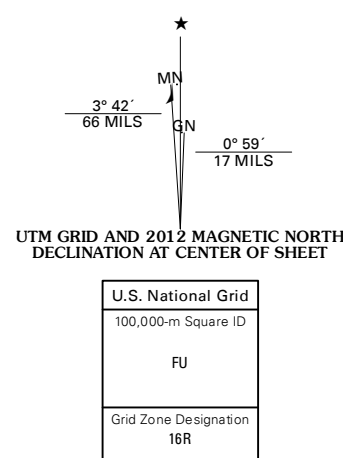 ★
MN
3° 42´
66 MILS
GN
0° 59´
17 MILS
UTM GRID AND 2012 MAGNETIC NORTH
DECLINATION AT CENTER OF SHEET
U.S. National Grid
100,000-m Square ID
FU
Grid Zone Designation
16R